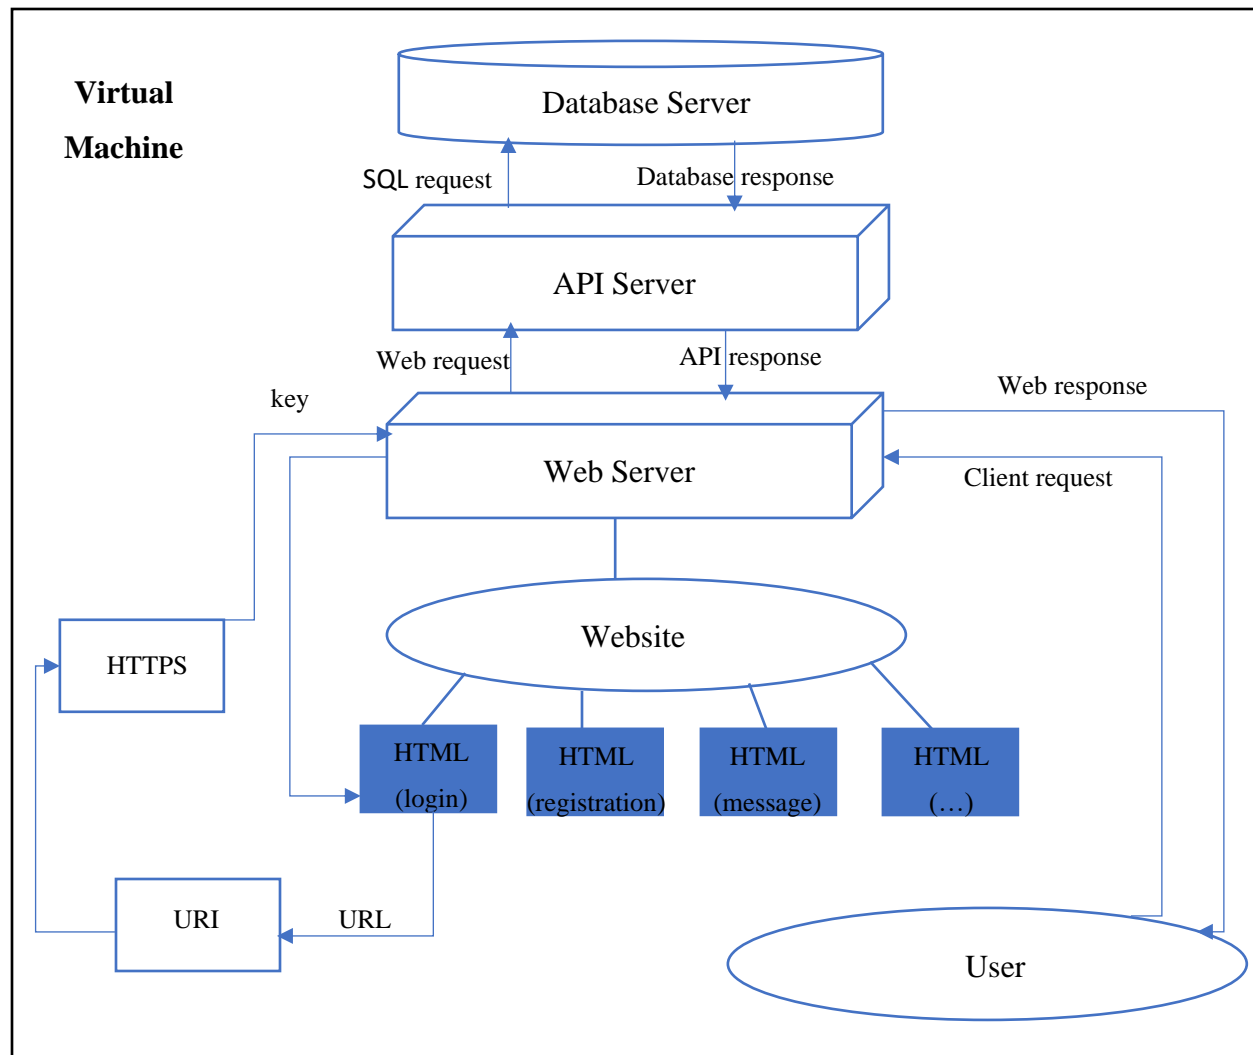 Virtual
Machine
Database Server
SQL request
Database response
API Server
Web request
API response
key
Web response
Web Server
Client request
Website
HTTPS
HTML
(login)
HTML
(registration)
HTML
(message)
HTML
(…)
URI
URL
User